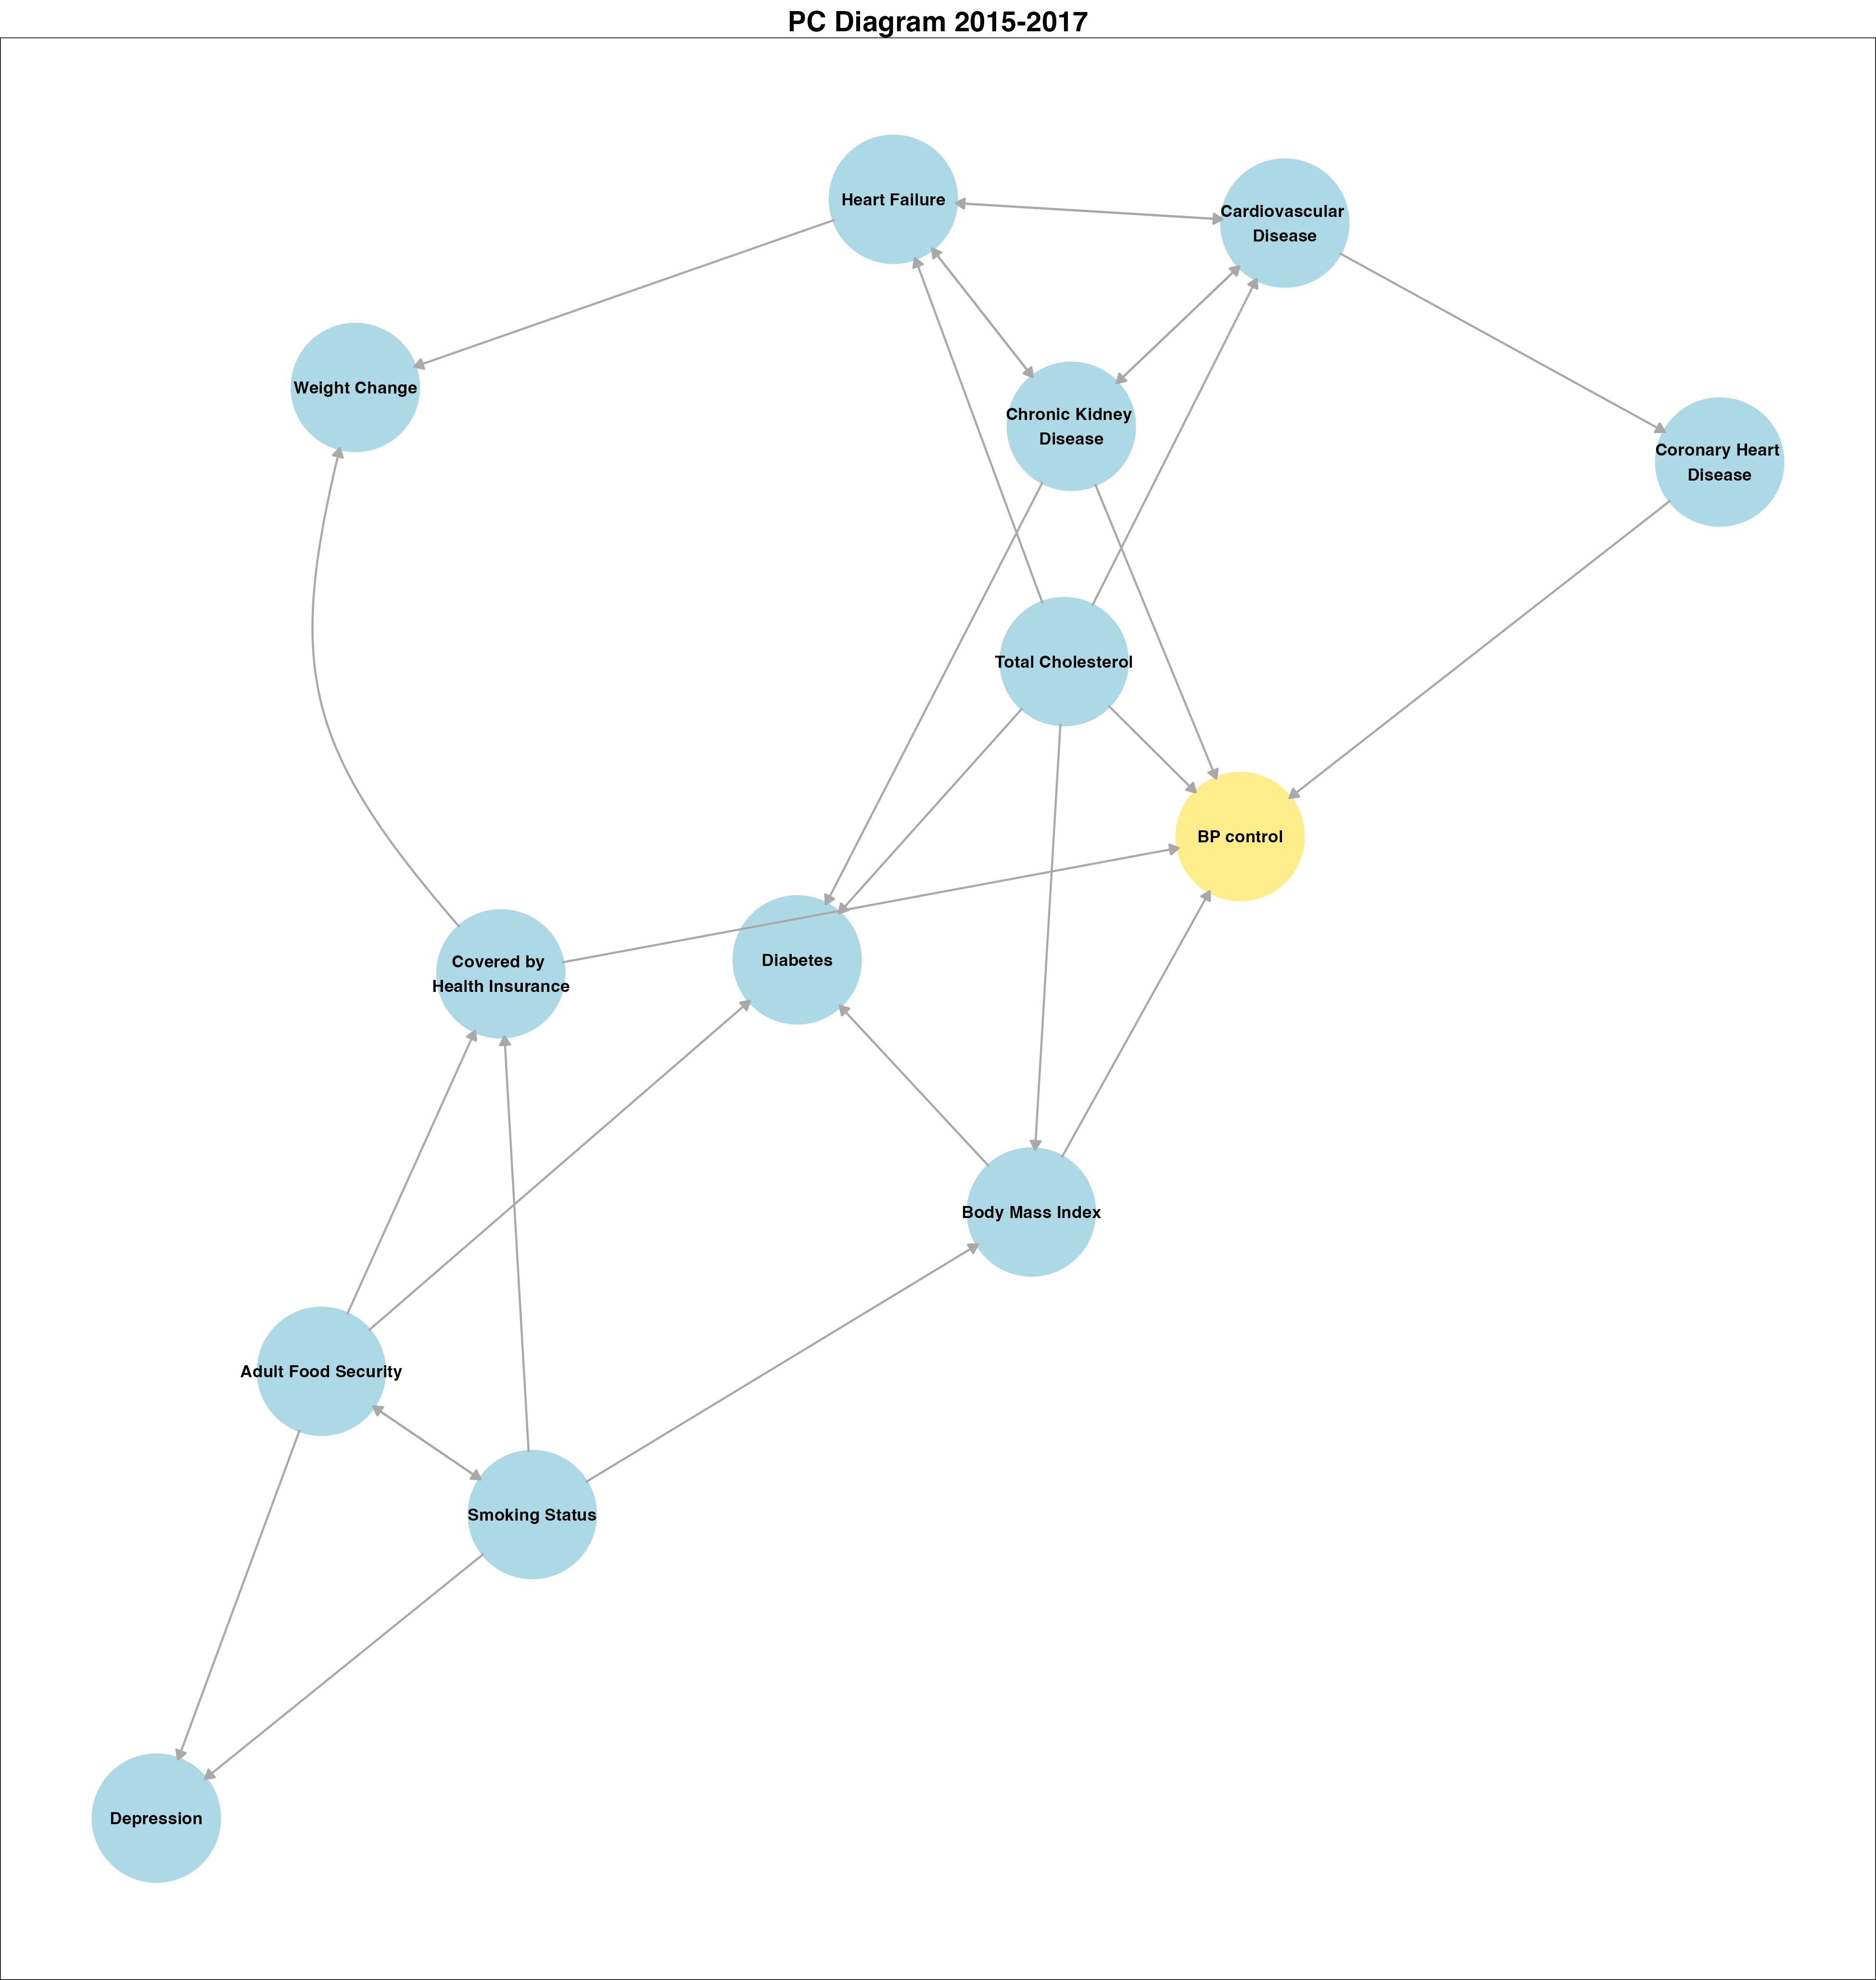 PC Diagram 2015-2017
Heart Failure
Cardiovascular
Disease
Weight Change
Chronic Kidney
Disease
Coronary Heart
Disease
Total Cholesterol
BP control
Covered by
Health Insurance
Diabetes
Body Mass Index
Adult Food Security
Smoking Status
Depression